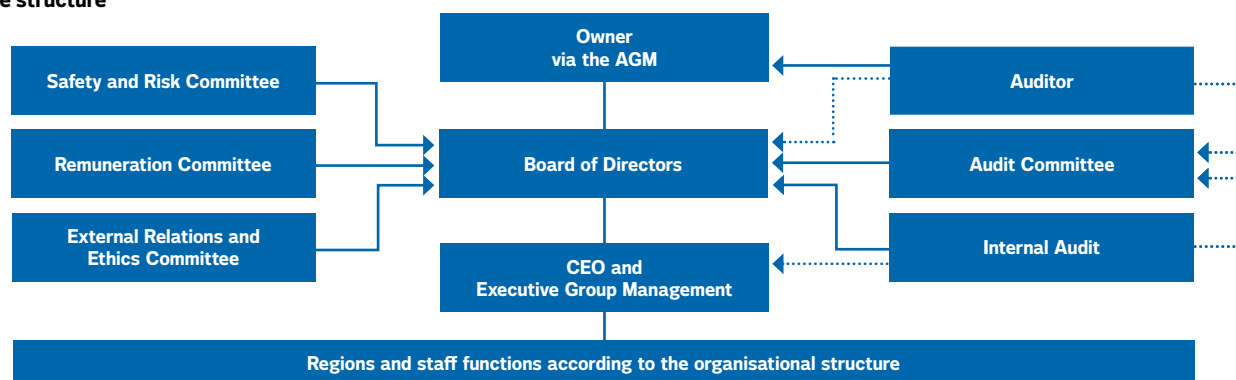 e structure
Owner
via the AGM
Safety and Risk Committee
Auditor
Remuneration Committee
Board of Directors
Audit Committee
External Relations and
Ethics Committee
Internal Audit
CEO and
Executive Group Management
Regions and staff functions according to the organisational structure